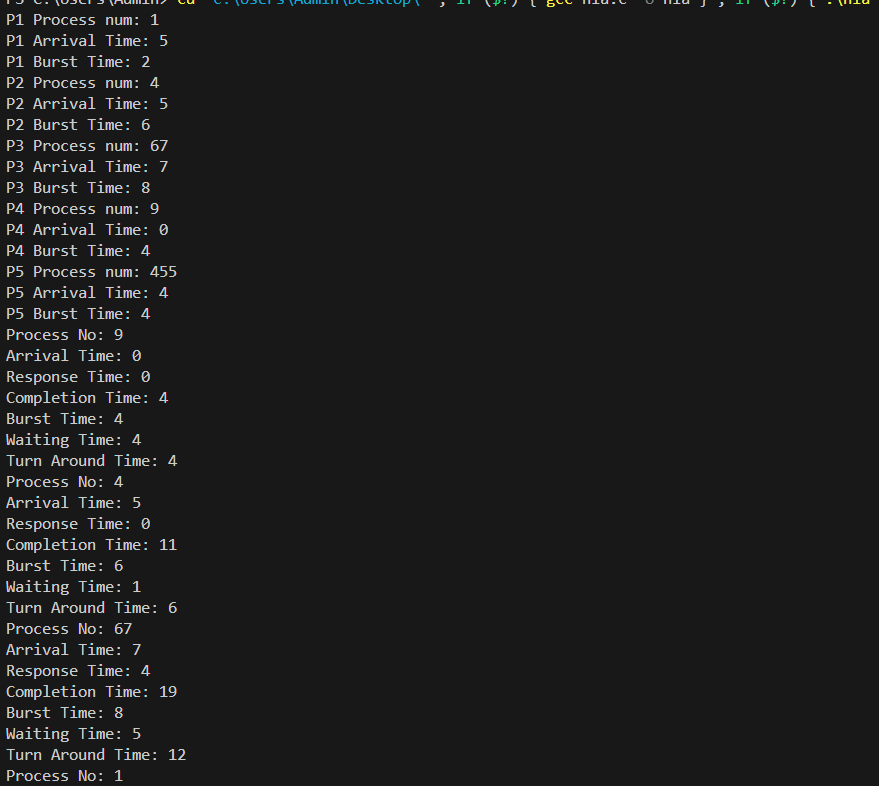 PS C:\Users\Admin> cd "c:\Users\Admin\Desktop\" ; if ($?) { gcc nia.c -o nia } ; if ($?) { .\nia
P1 Process num: 1
P1 Arrival Time: 5
P1 Burst Time: 2
P2 Process num: 4
P2 Arrival Time: 5
P2 Burst Time: 6
P3 Process num: 67
P3 Arrival Time: 7
P3 Burst Time: 8
P4 Process num: 9
P4 Arrival Time: 0
P4 Burst Time: 4
P5 Process num: 455
P5 Arrival Time: 4
P5 Burst Time: 4
Process No: 9
Arrival Time: 0
Response Time: 0
Completion Time: 4
Burst Time: 4
Waiting Time: 4
Turn Around Time: 4
Process No: 4
Arrival Time: 5
Response Time: 0
Completion Time: 11
Burst Time: 6
Waiting Time: 1
Turn Around Time: 6
Process No: 67
Arrival Time: 7
Response Time: 4
Completion Time: 19
Burst Time: 8
Waiting Time: 5
Turn Around Time: 12
Process No: 1